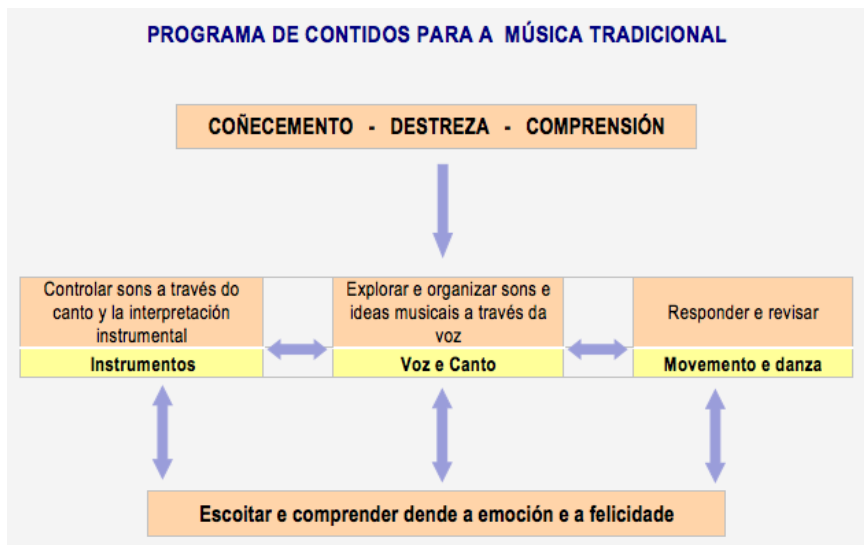 PROGRAMA DE CONTIDOS PARA A MÚSICA TRADICIONAL
COÑECEMENTO - DESTREZA - COMPRENSIÓN
Controlar sons a través do
canto y la interpretación
instrumental
Instrumentos
Explorar e organizar sons e
ideas musicais a través da
voz
Voz e Canto
Responder e revisar
Movemento e danza
Escoitar e comprender dende a emoción e a felicidade